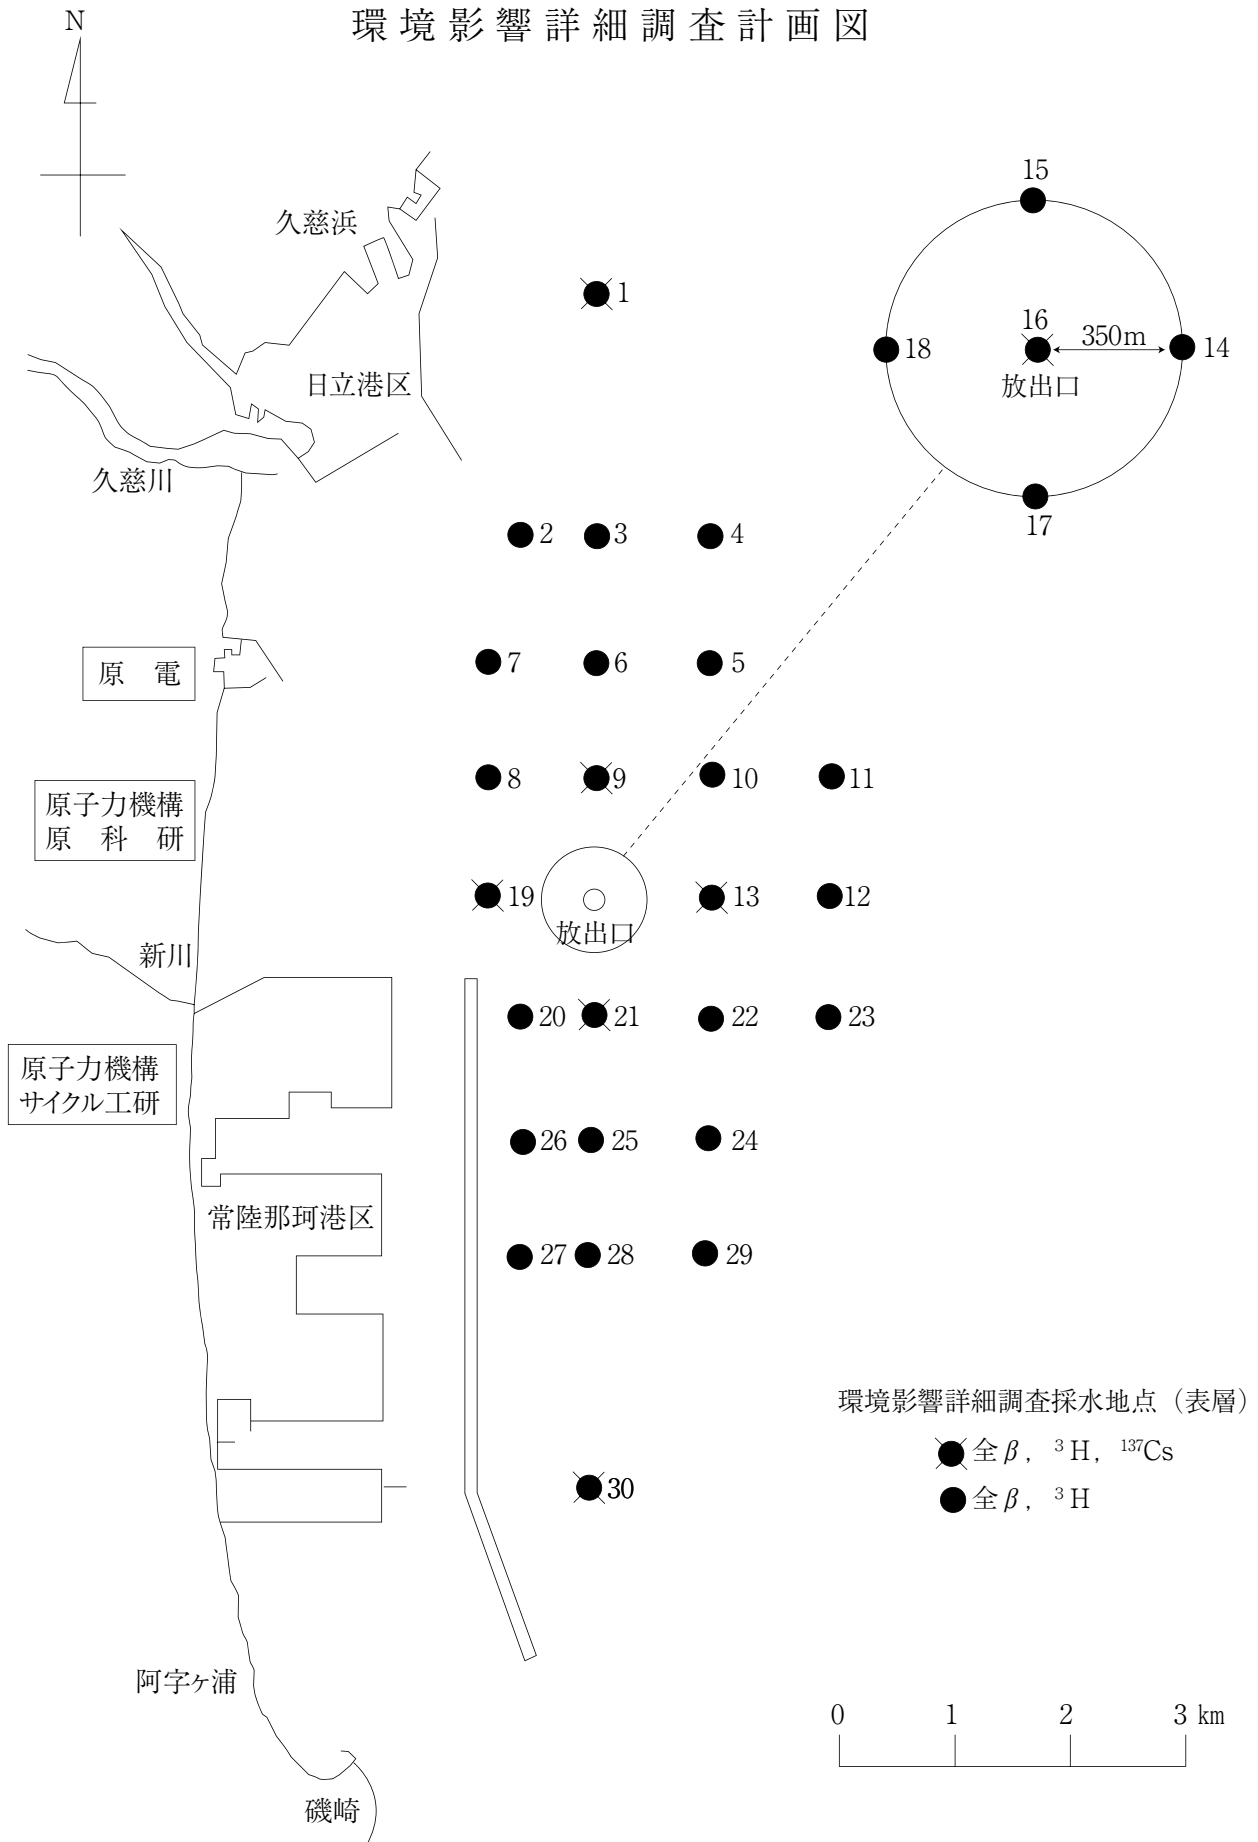 環境影響詳細調査計画図
N
15
久慈浜
1
16
350m
18
14
放出口
日立港区
久慈川
17
2
3
4
原 電
7
6
5
8
9
10
11
原子力機構
原 科 研
19
13
12
放出口
新川
20
21
22
23
原子力機構
サイクル工研
26
25
24
常陸那珂港区
27
28
29
環境影響詳細調査採水地点（表層）
全β, ³H, ¹³⁷Cs
30
全β, ³H
阿字ヶ浦
0 1 2 3 km
磯崎